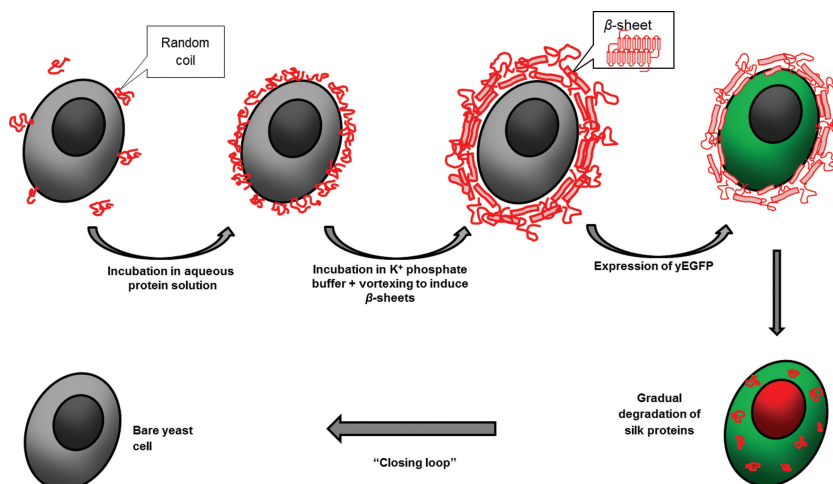 Random
coil
β-sheet
Incubation in aqueous
protein solution
Incubation in K⁺ phosphate
buffer + vortexing to induce
β-sheets
Expression of yEGFP
Bare yeast
cell
“Closing loop”
Gradual
degradation of
silk proteins